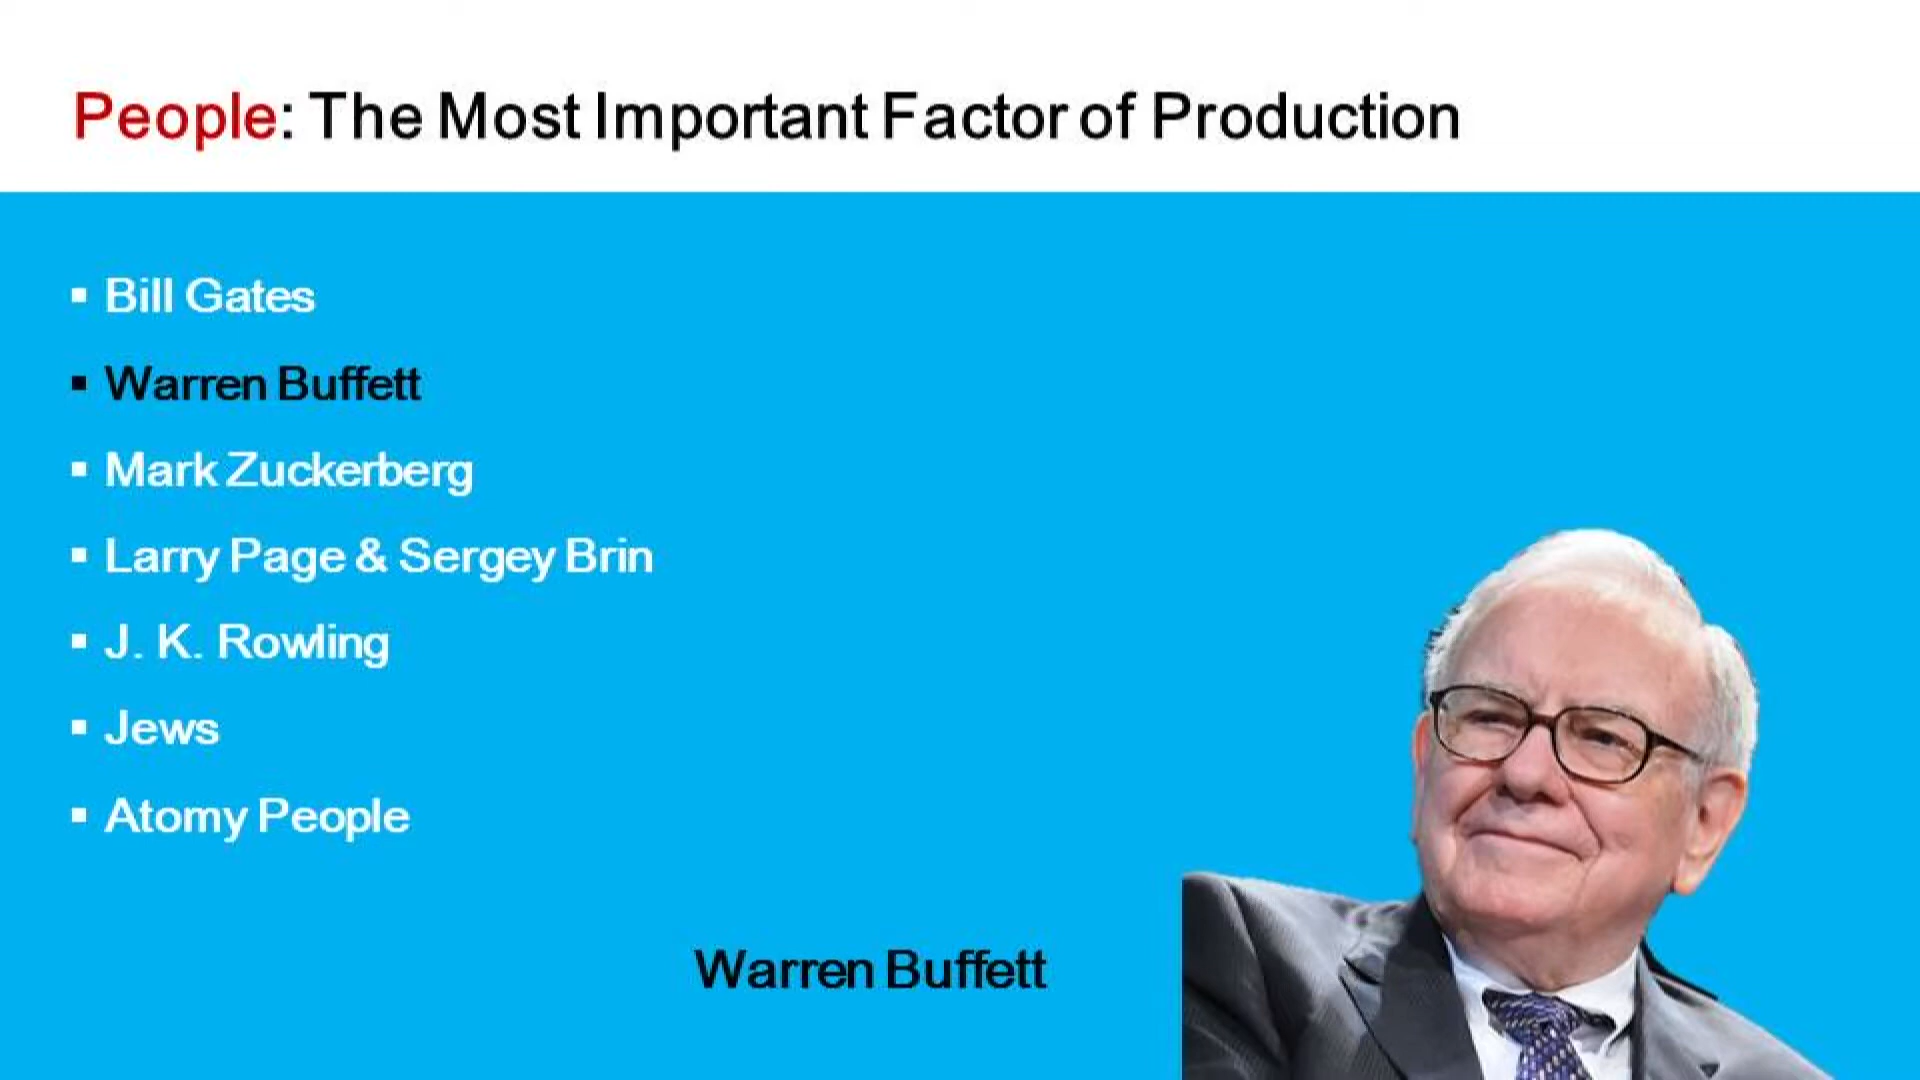 People: The Most Important Factor of Production
▪ Bill Gates
▪ Warren Buffett
▪ Mark Zuckerberg
▪ Larry Page & Sergey Brin
▪ J. K. Rowling
▪ Jews
▪ Atomy People
Warren Buffett